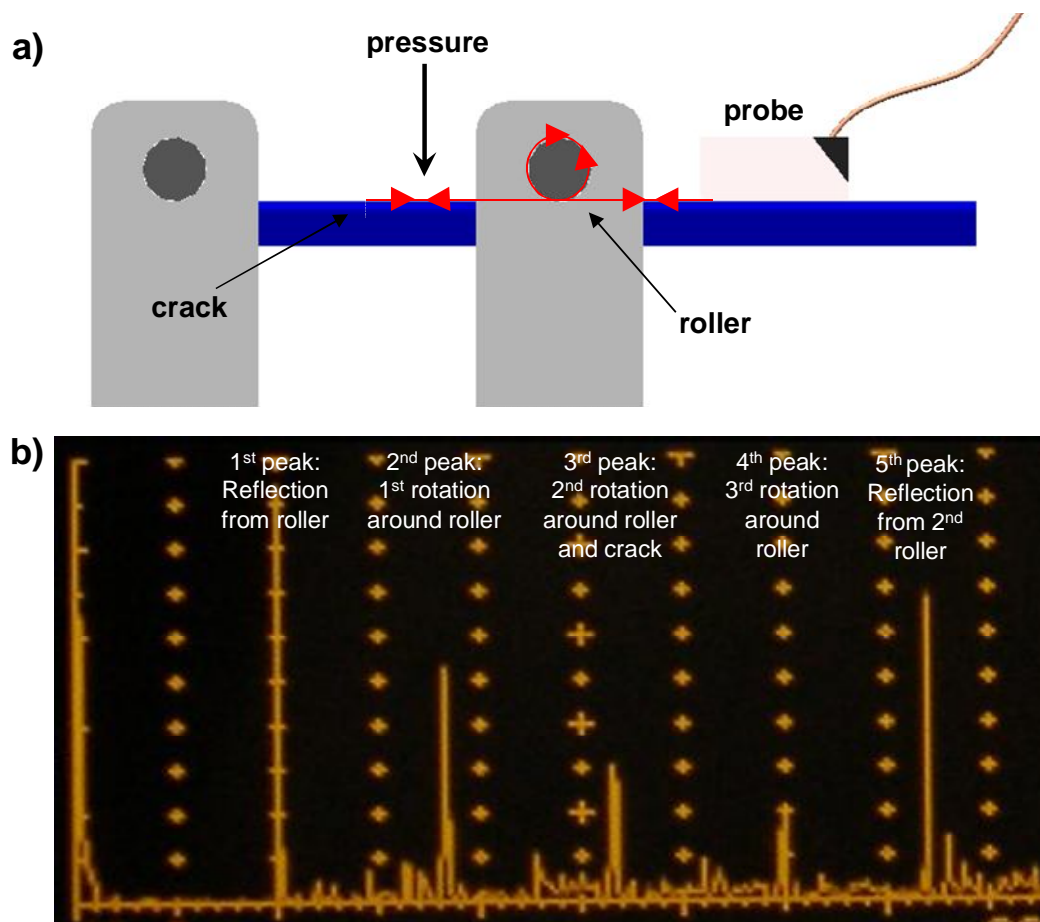 a)
pressure
probe
crack
roller
b)
1st peak:
Reflection
from roller
2nd peak:
1st rotation
around roller
3rd peak:
2nd rotation
around roller
and crack
4th peak:
3rd rotation
around
roller
5th peak:
Reflection
from 2nd
roller